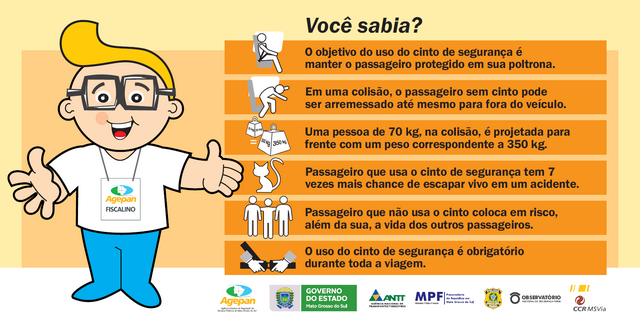 Você sabia?
O objetivo do uso do cinto de segurança é
manter o passageiro protegido em sua poltrona.
Em uma colisão, o passageiro sem cinto pode
ser arremessado até mesmo para fora do veículo.
350 kg
Uma pessoa de 70 kg, na colisão, é projetada para
frente com um peso correspondente a 350 kg.
Passageiro que usa o cinto de segurança tem 7
vezes mais chance de escapar vivo em um acidente.
Passageiro que não usa o cinto coloca em risco,
além da sua, a vida dos outros passageiros.
O uso do cinto de segurança é obrigatório
durante toda a viagem.
Agepan
FISCALINO
Agepan
GOVERNO
DO ESTADO
Mato Grosso do Sul
ANTT
MPF
OBSERVATÓRIO
CCR MSVia